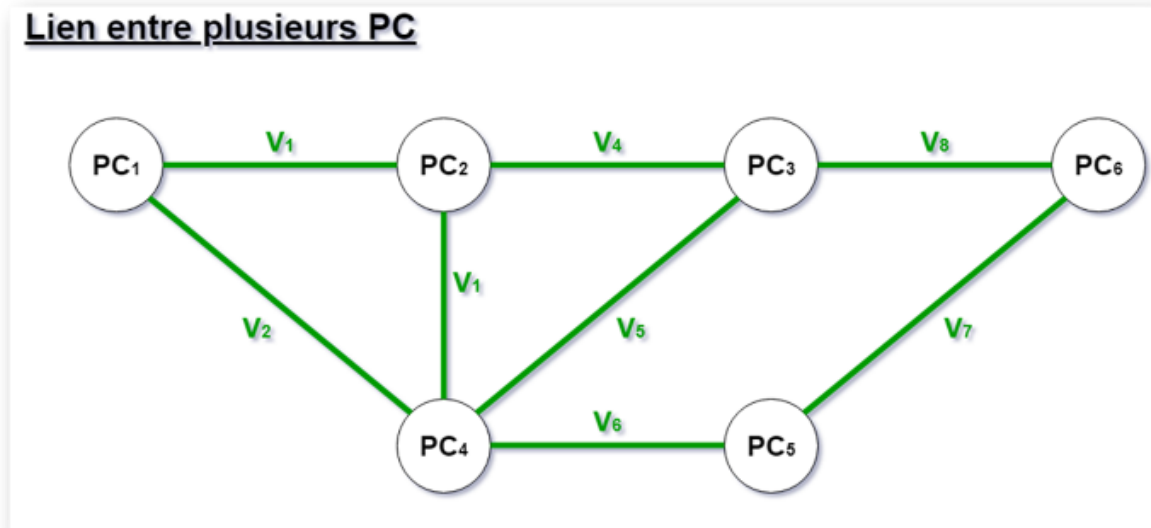 Lien entre plusieurs PC
V1 V4 V8
PC1 PC2 PC3 PC6
V1
V2 V5 V7
V6
PC4 PC5